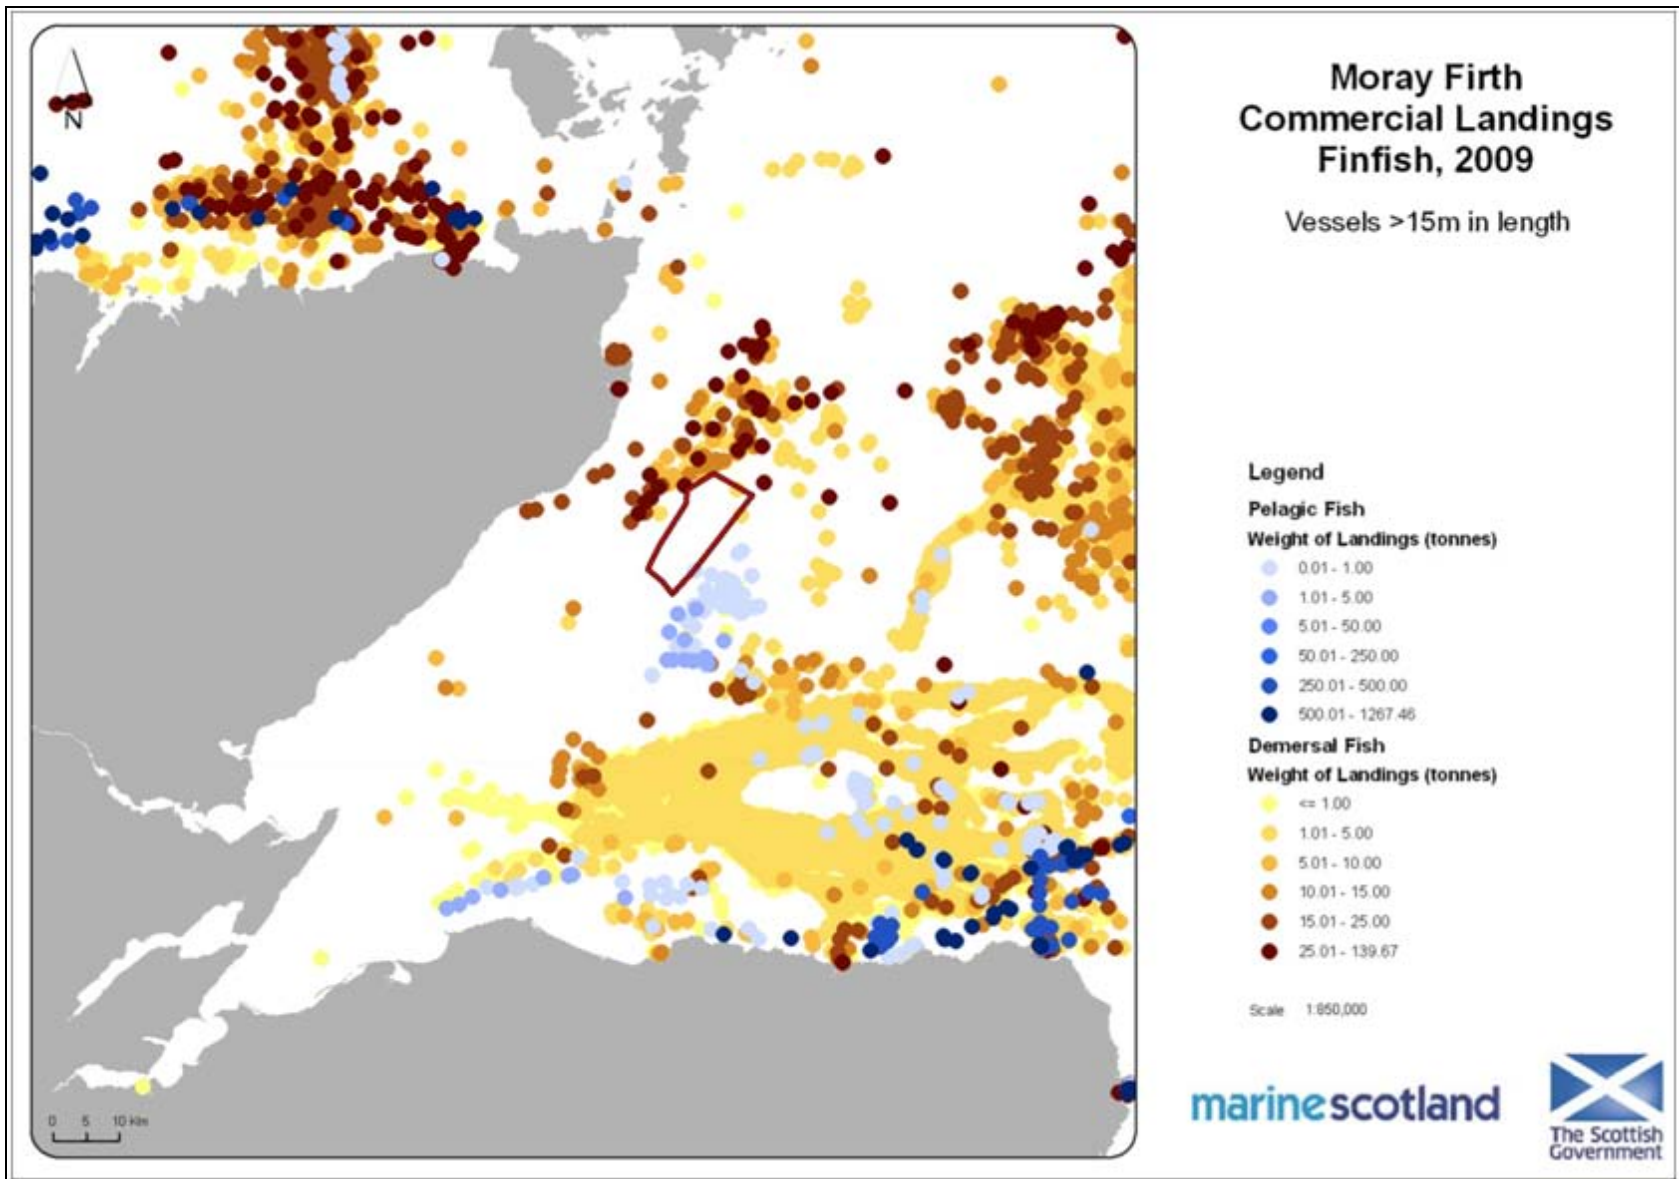 Moray Firth
Commercial Landings
Finfish, 2009
Vessels >15m in length
N
Legend
Pelagic Fish
Weight of Landings (tonnes)
0.01 - 1.00
1.01 - 5.00
5.01 - 50.00
50.01 - 250.00
250.01 - 500.00
500.01 - 1267.46
Demersal Fish
Weight of Landings (tonnes)
<= 1.00
1.01 - 5.00
5.01 - 10.00
10.01 - 15.00
15.01 - 25.00
25.01 - 139.67
Scale 1:850,000
0 5 10 Klm
marinescotland
The Scottish
Government